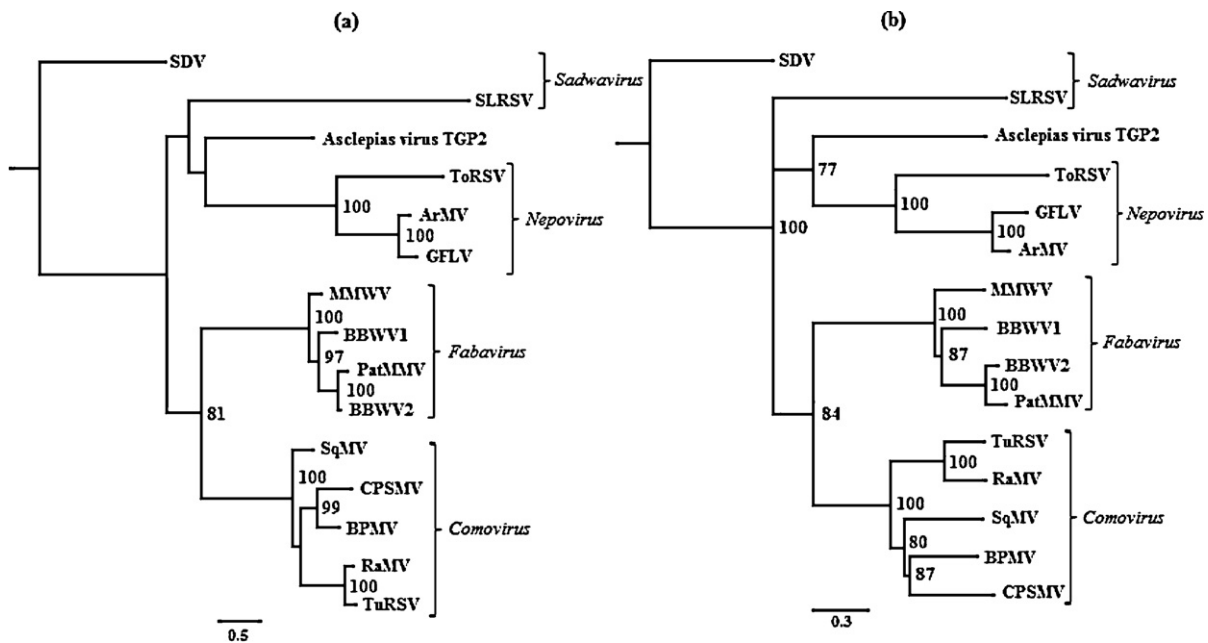 (a)
SDV
Sadwavirus
SLRSV
Asclepias virus TGP2
ToRSV
100
ArMV
Nepovirus
100
GFLV
MMWV
100
BBWV1
97
Fabavirus
PatMMV
100
BBWV2
81
SqMV
100
CPSMV
99
BPMV
Comovirus
RaMV
100
TuRSV
0.5
(b)
SDV
Sadwavirus
SLRSV
Asclepias virus TGP2
77
ToRSV
100
GFLV
Nepovirus
100
100
ArMV
MMWV
100
BBWV1
87
Fabavirus
BBWV2
100
PatMMV
84
TuRSV
100
RaMV
100
SqMV
Comovirus
80
BPMV
87
CPSMV
0.3